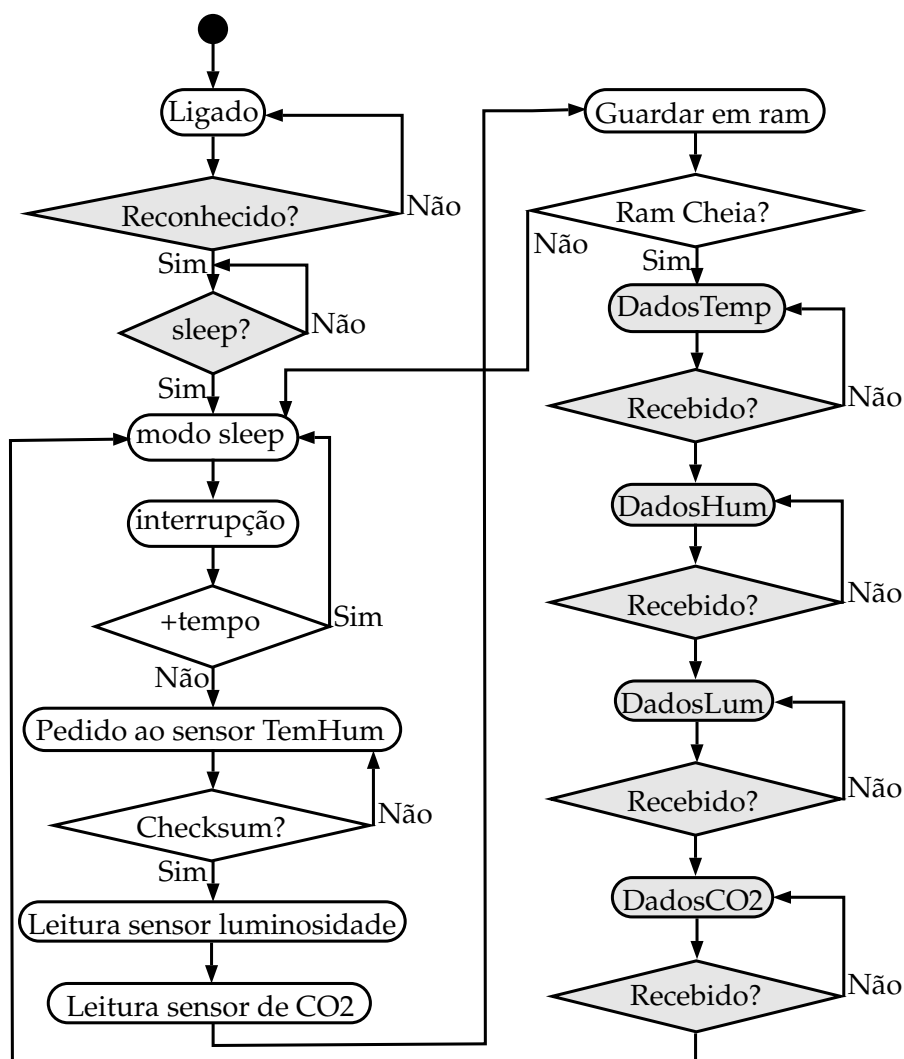 Ligado
Reconhecido?
Não
Sim
sleep?
Não
Sim
modo sleep
interrupção
+tempo
Sim
Não
Pedido ao sensor TemHum
Checksum?
Não
Sim
Leitura sensor luminosidade
Leitura sensor de CO2
Guardar em ram
Ram Cheia?
Não
Sim
DadosTemp
Recebido?
Não
DadosHum
Recebido?
Não
DadosLum
Recebido?
Não
DadosCO2
Recebido?
Não